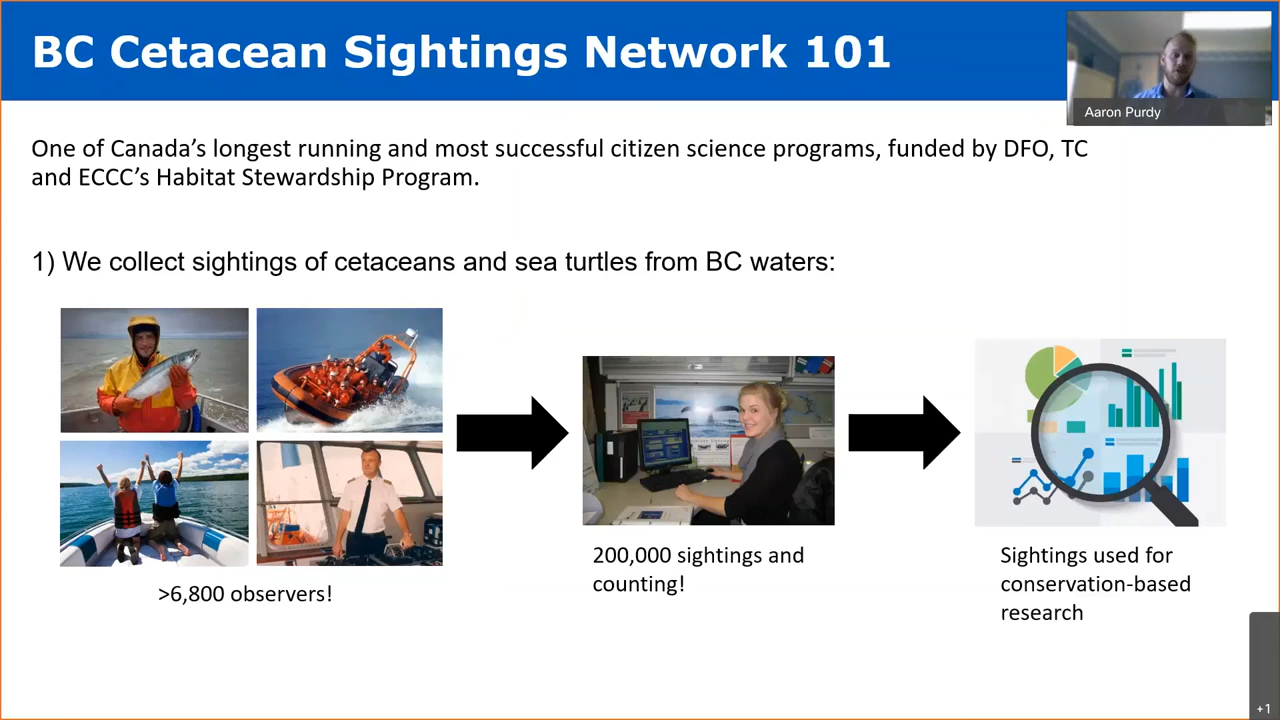 BC Cetacean Sightings Network 101
Aaron Purdy
One of Canada’s longest running and most successful citizen science programs, funded by DFO, TC
and ECCC’s Habitat Stewardship Program.
1) We collect sightings of cetaceans and sea turtles from BC waters:
>6,800 observers!
200,000 sightings and
counting!
Sightings used for
conservation-based
research
+1